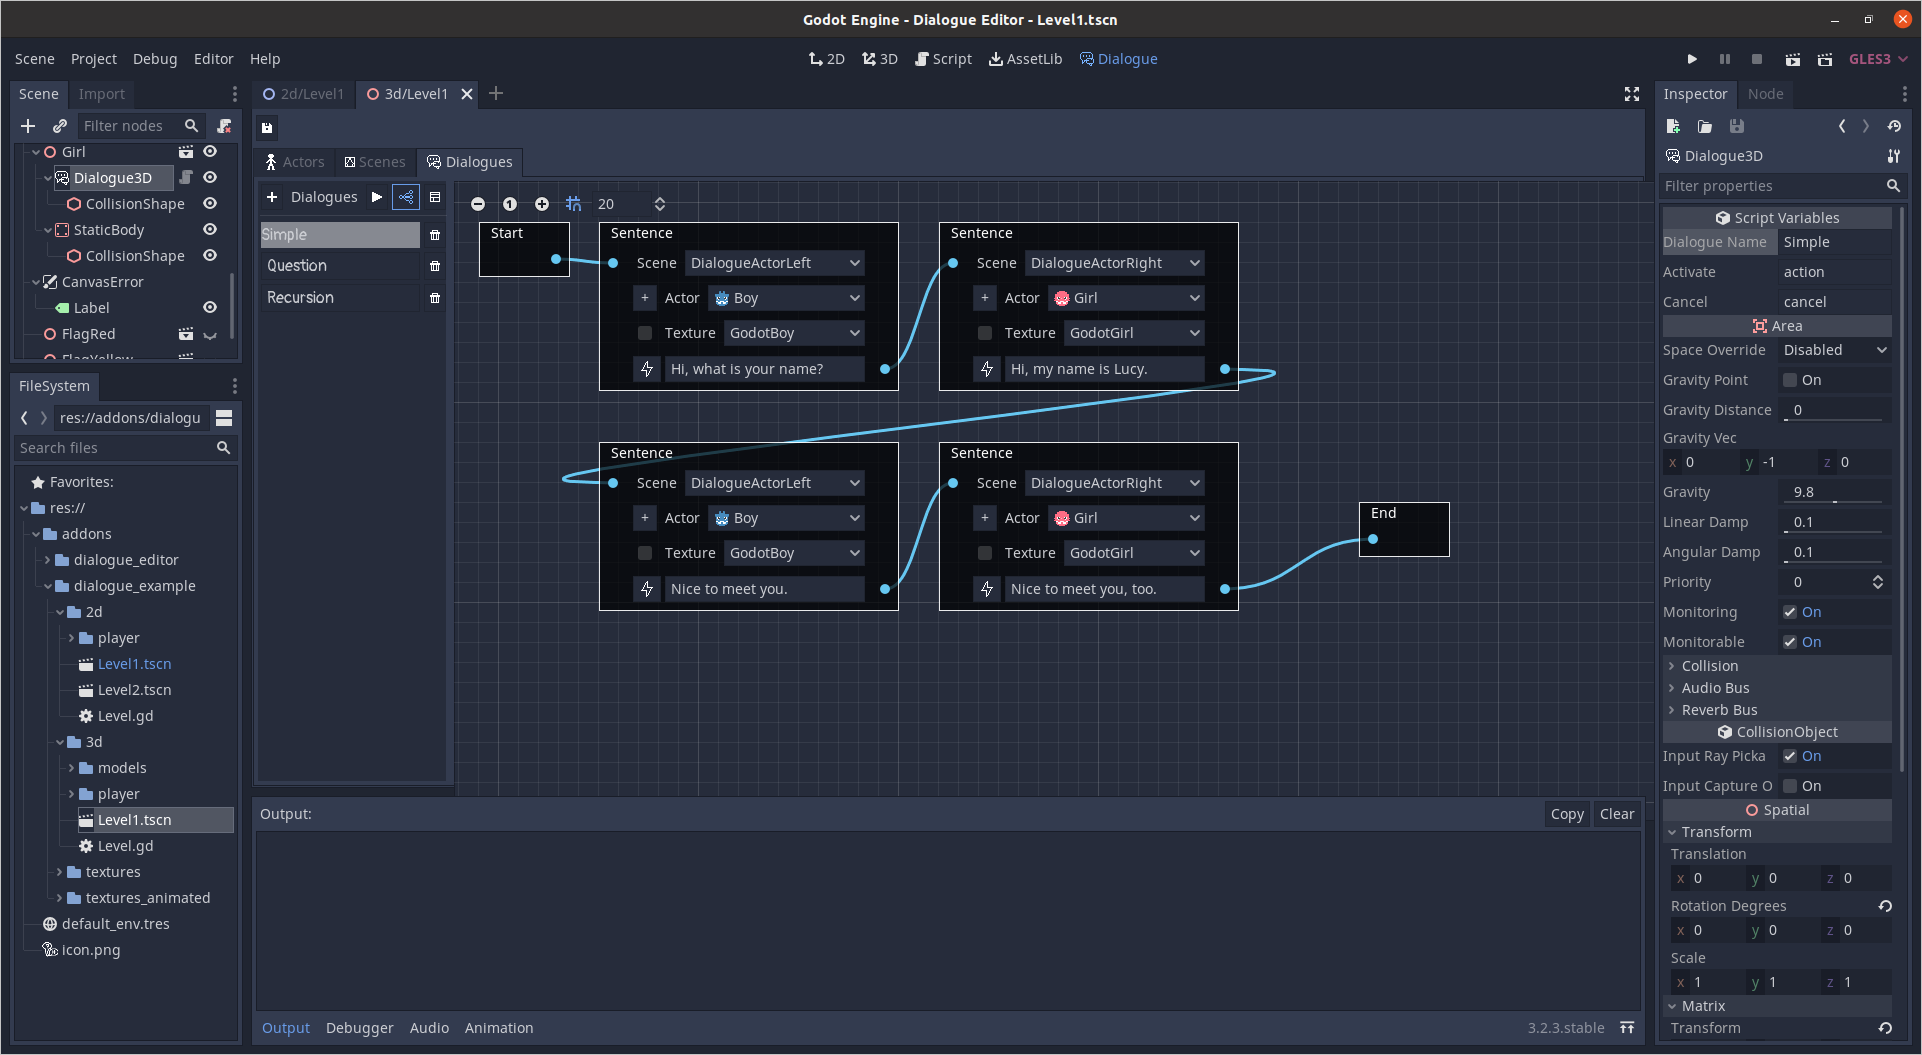 Godot Engine - Dialogue Editor - Level1.tscn
Scene Project Debug Editor Help
2D 3D Script AssetLib Dialogue
GLES3
Scene Import
Filter nodes
Girl
Dialogue3D
CollisionShape
StaticBody
CollisionShape
CanvasError
Label
FlagRed
FlagYellow
FileSystem
res://addons/dialogu
Search files
Favorites:
res://
addons
dialogue_editor
dialogue_example
2d
player
Level1.tscn
Level2.tscn
Level.gd
3d
models
player
Level1.tscn
Level.gd
textures
textures_animated
default_env.tres
icon.png
2d/Level1 3d/Level1
Actors Scenes Dialogues
Dialogues
Simple
Question
Recursion
1 20
Start
Sentence
Scene DialogueActorLeft
+ Actor Boy
Texture GodotBoy
Hi, what is your name?
Sentence
Scene DialogueActorRight
+ Actor Girl
Texture GodotGirl
Hi, my name is Lucy.
Sentence
Scene DialogueActorLeft
+ Actor Boy
Texture GodotBoy
Nice to meet you.
Sentence
Scene DialogueActorRight
+ Actor Girl
Texture GodotGirl
Nice to meet you, too.
End
Output:
Copy Clear
Output Debugger Audio Animation
3.2.3.stable
Inspector Node
Dialogue3D
Filter properties
Script Variables
Dialogue Name Simple
Activate action
Cancel cancel
Area
Space Override Disabled
Gravity Point On
Gravity Distance 0
Gravity Vec
x 0 y -1 z 0
Gravity 9.8
Linear Damp 0.1
Angular Damp 0.1
Priority 0
Monitoring On
Monitorable On
Collision
Audio Bus
Reverb Bus
CollisionObject
Input Ray Picka On
Input Capture O On
Spatial
Transform
Translation
x 0 y 0 z 0
Rotation Degrees
x 0 y 0 z 0
Scale
x 1 y 1 z 1
Matrix
Transform